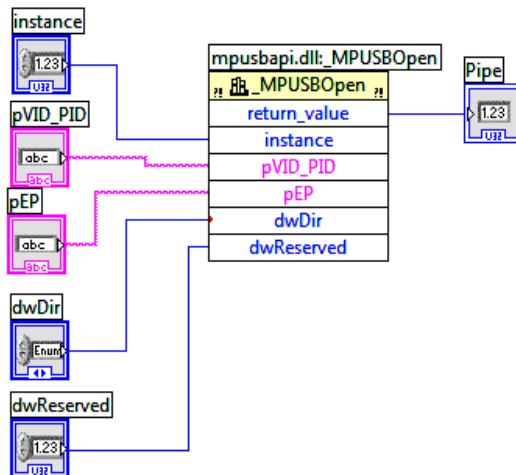 instance
1.23
U32
pVID_PID
abc
abc
pEP
abc
abc
dwDir
Enum
dwReserved
1.23
U32
mpusbapi.dll:_MPUSBOpen
?! _MPUSBOpen ?!
return_value
instance
pVID_PID
pEP
dwDir
dwReserved
Pipe
1.23
U32